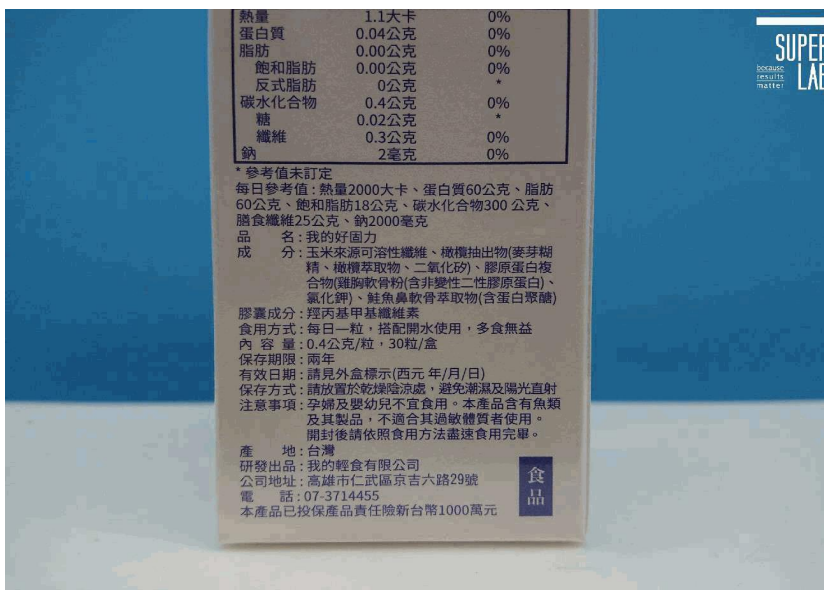 熱量 1.1大卡 0%
蛋白質 0.04公克 0%
脂肪 0.00公克 0%
飽和脂肪 0.00公克 0%
反式脂肪 0公克 *
碳水化合物 0.4公克 0%
糖 0.02公克 *
纖維 0.3公克 0%
鈉 2毫克 0%
* 參考值未訂定
每日參考值:熱量2000大卡、蛋白質60公克、脂肪
60公克、飽和脂肪18公克、碳水化合物300 公克、
膳食纖維25公克、鈉2000毫克
品 名:我的好固力
成 分:玉米來源可溶性纖維、橄欖抽出物(麥芽糊
精、橄欖萃取物、二氧化矽)、膠原蛋白複
合物(雞胸軟骨粉(含非變性二性膠原蛋白)、
氯化鉀)、鮭魚鼻軟骨萃取物(含蛋白聚醣)
膠囊成分:羥丙基甲基纖維素
食用方式:每日一粒,搭配開水使用,多食無益
內 容 量:0.4公克/粒,30粒/盒
保存期限:兩年
有效日期:請見外盒標示(西元 年/月/日)
保存方式:請放置於乾燥陰涼處,避免潮濕及陽光直射
注意事項:孕婦及嬰幼兒不宜食用。本產品含有魚類
及其製品,不適合其過敏體質者使用。
開封後請依照食用方法盡速食用完畢。
產 地:台灣
研發出品:我的輕食有限公司
公司地址:高雄市仁武區京吉六路29號
電 話:07-3714455
本產品已投保產品責任險新台幣1000萬元
食品
SUPER
because
results
matter
LAB